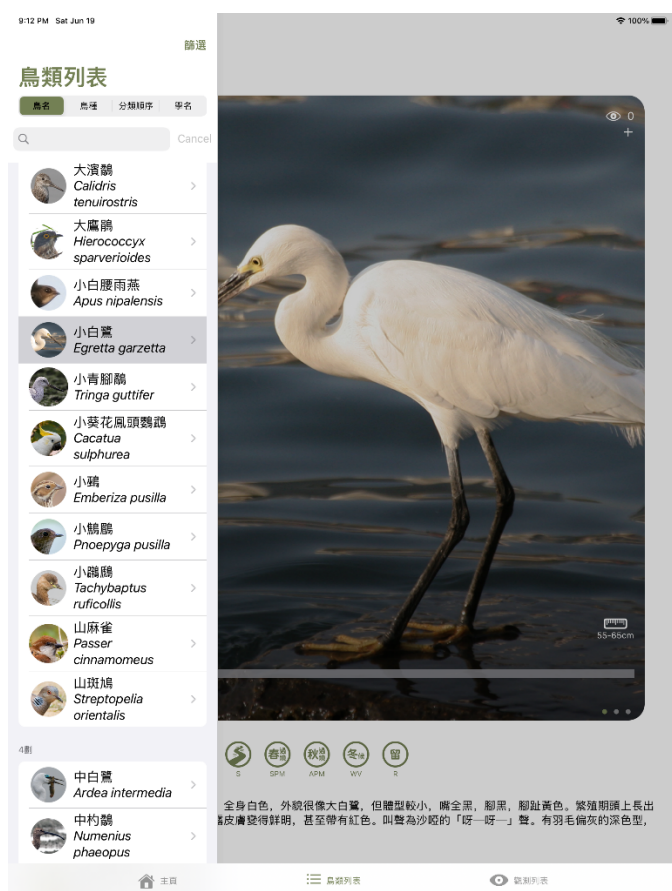 9:12 PM Sat Jun 19
100%
篩選
鳥類列表
鳥名 鳥種 分類順序 學名
Cancel
0
大濱鷸
Calidris
tenuirostris
大鷹鵑
Hierococcyx
sparverioides
小白腰雨燕
Apus nipalensis
小白鷺
Egretta garzetta
小青腳鷸
Tringa guttifer
小葵花鳳頭鸚鵡
Cacatua
sulphurea
小鵐
Emberiza pusilla
小鷦鶥
Pnoepyga pusilla
小鸊鷉
Tachybaptus
ruficollis
山麻雀
Passer
cinnamomeus
山斑鳩
Streptopelia
orientalis
4劃
中白鷺
Ardea intermedia
中杓鷸
Numenius
phaeopus
55-65cm
春過境 秋過境 冬候 留
S SPM APM WV R
全身白色，外貌很像大白鷺，但體型較小，嘴全黑，腳黑，腳趾黃色。繁殖期頭上長出
皮膚變得鮮明，甚至帶有紅色。叫聲為沙啞的「呀─呀─」聲。有羽毛偏灰的深色型，
主頁 鳥類列表 觀測列表